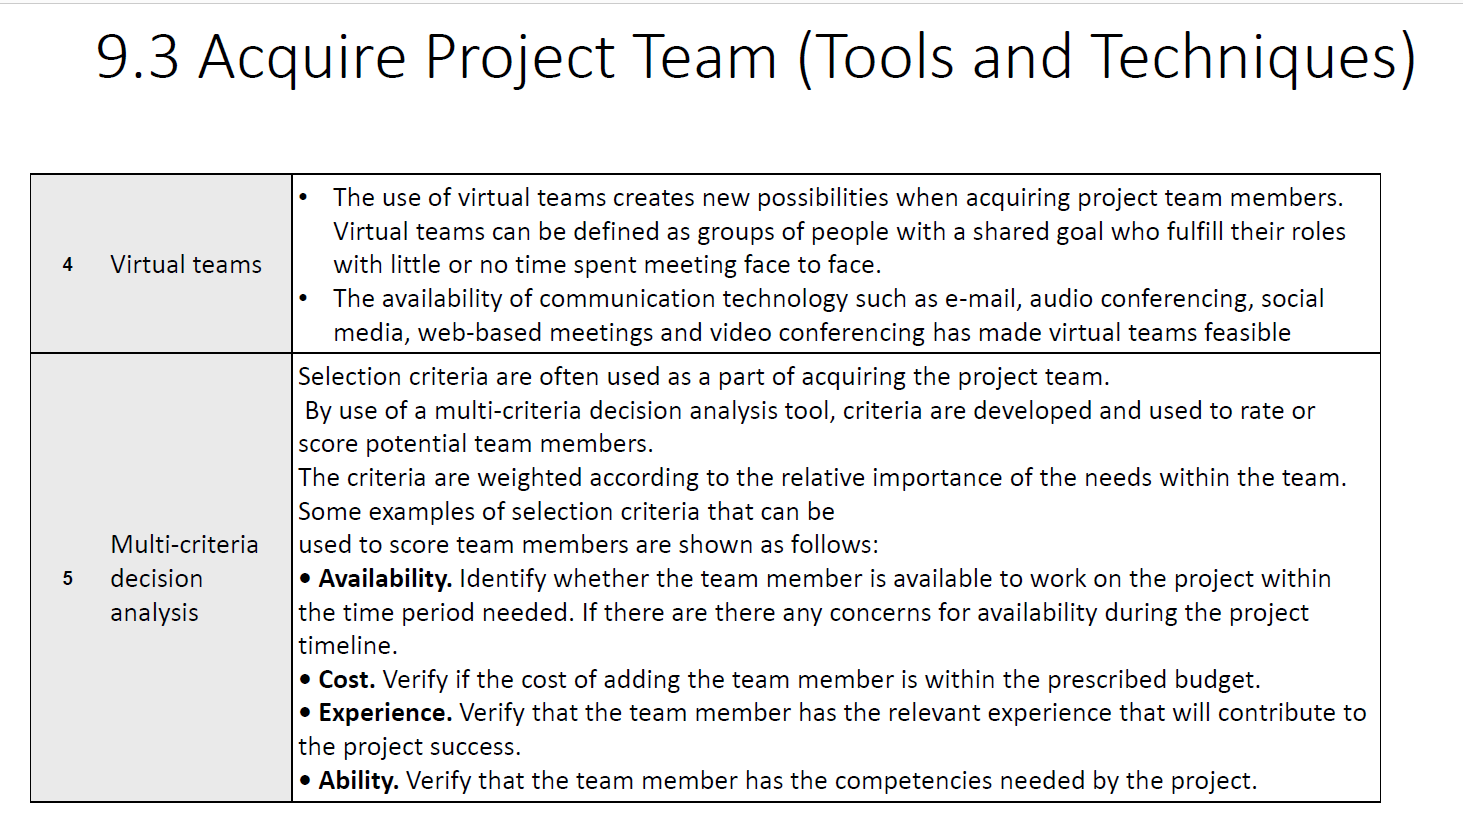 9.3 Acquire Project Team (Tools and Techniques)
4 Virtual teams
• The use of virtual teams creates new possibilities when acquiring project team members.
Virtual teams can be defined as groups of people with a shared goal who fulfill their roles
with little or no time spent meeting face to face.
• The availability of communication technology such as e-mail, audio conferencing, social
media, web-based meetings and video conferencing has made virtual teams feasible
5 Multi-criteria
decision
analysis
Selection criteria are often used as a part of acquiring the project team.
By use of a multi-criteria decision analysis tool, criteria are developed and used to rate or
score potential team members.
The criteria are weighted according to the relative importance of the needs within the team.
Some examples of selection criteria that can be
used to score team members are shown as follows:
• Availability. Identify whether the team member is available to work on the project within
the time period needed. If there are there any concerns for availability during the project
timeline.
• Cost. Verify if the cost of adding the team member is within the prescribed budget.
• Experience. Verify that the team member has the relevant experience that will contribute to
the project success.
• Ability. Verify that the team member has the competencies needed by the project.